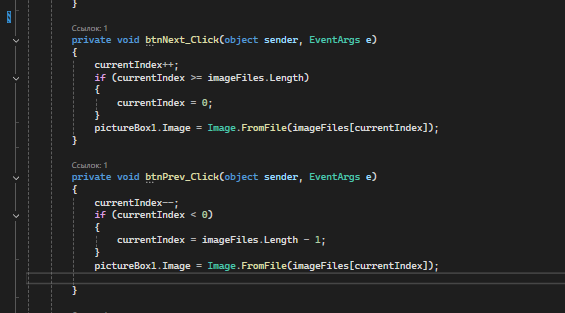 }
Ссылок: 1
private void btnNext_Click(object sender, EventArgs e)
{
currentIndex++;
if (currentIndex >= imageFiles.Length)
{
currentIndex = 0;
}
pictureBox1.Image = Image.FromFile(imageFiles[currentIndex]);
}
Ссылок: 1
private void btnPrev_Click(object sender, EventArgs e)
{
currentIndex--;
if (currentIndex < 0)
{
currentIndex = imageFiles.Length - 1;
}
pictureBox1.Image = Image.FromFile(imageFiles[currentIndex]);
}